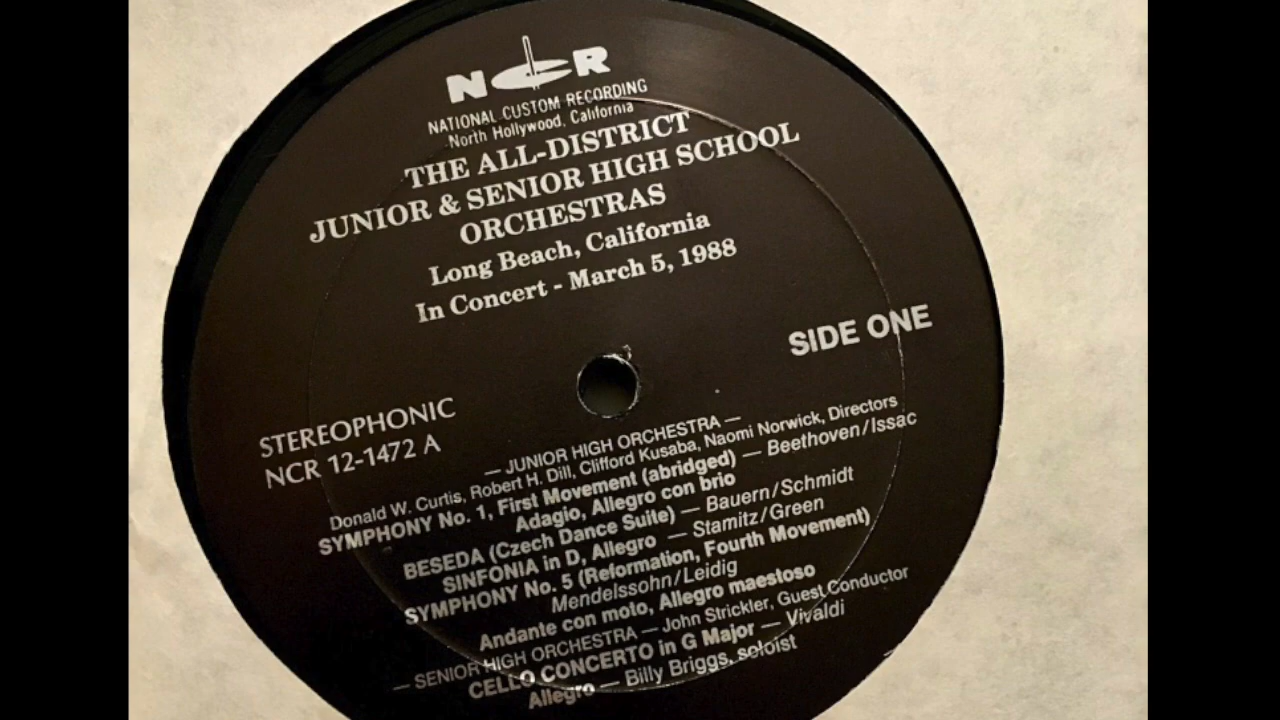 NCR
NATIONAL CUSTOM RECORDING
North Hollywood, California
THE ALL-DISTRICT
JUNIOR & SENIOR HIGH SCHOOL
ORCHESTRAS
Long Beach, California
In Concert - March 5, 1988
SIDE ONE
STEREOPHONIC
NCR 12-1472 A
— JUNIOR HIGH ORCHESTRA —
Donald W. Curtis, Robert H. Dill, Clifford Kusaba, Naomi Norwick, Directors
SYMPHONY No. 1, First Movement (abridged) — Beethoven/Issac
Adagio, Allegro con brio
BESEDA (Czech Dance Suite) — Bauern/Schmidt
SINFONIA in D, Allegro — Stamitz/Green
SYMPHONY No. 5 (Reformation, Fourth Movement)
Mendelssohn/Leidig
Andante con moto, Allegro maestoso
— SENIOR HIGH ORCHESTRA — John Strickler, Guest Conductor
CELLO CONCERTO in G Major — Vivaldi
Allegro — Billy Briggs, soloist